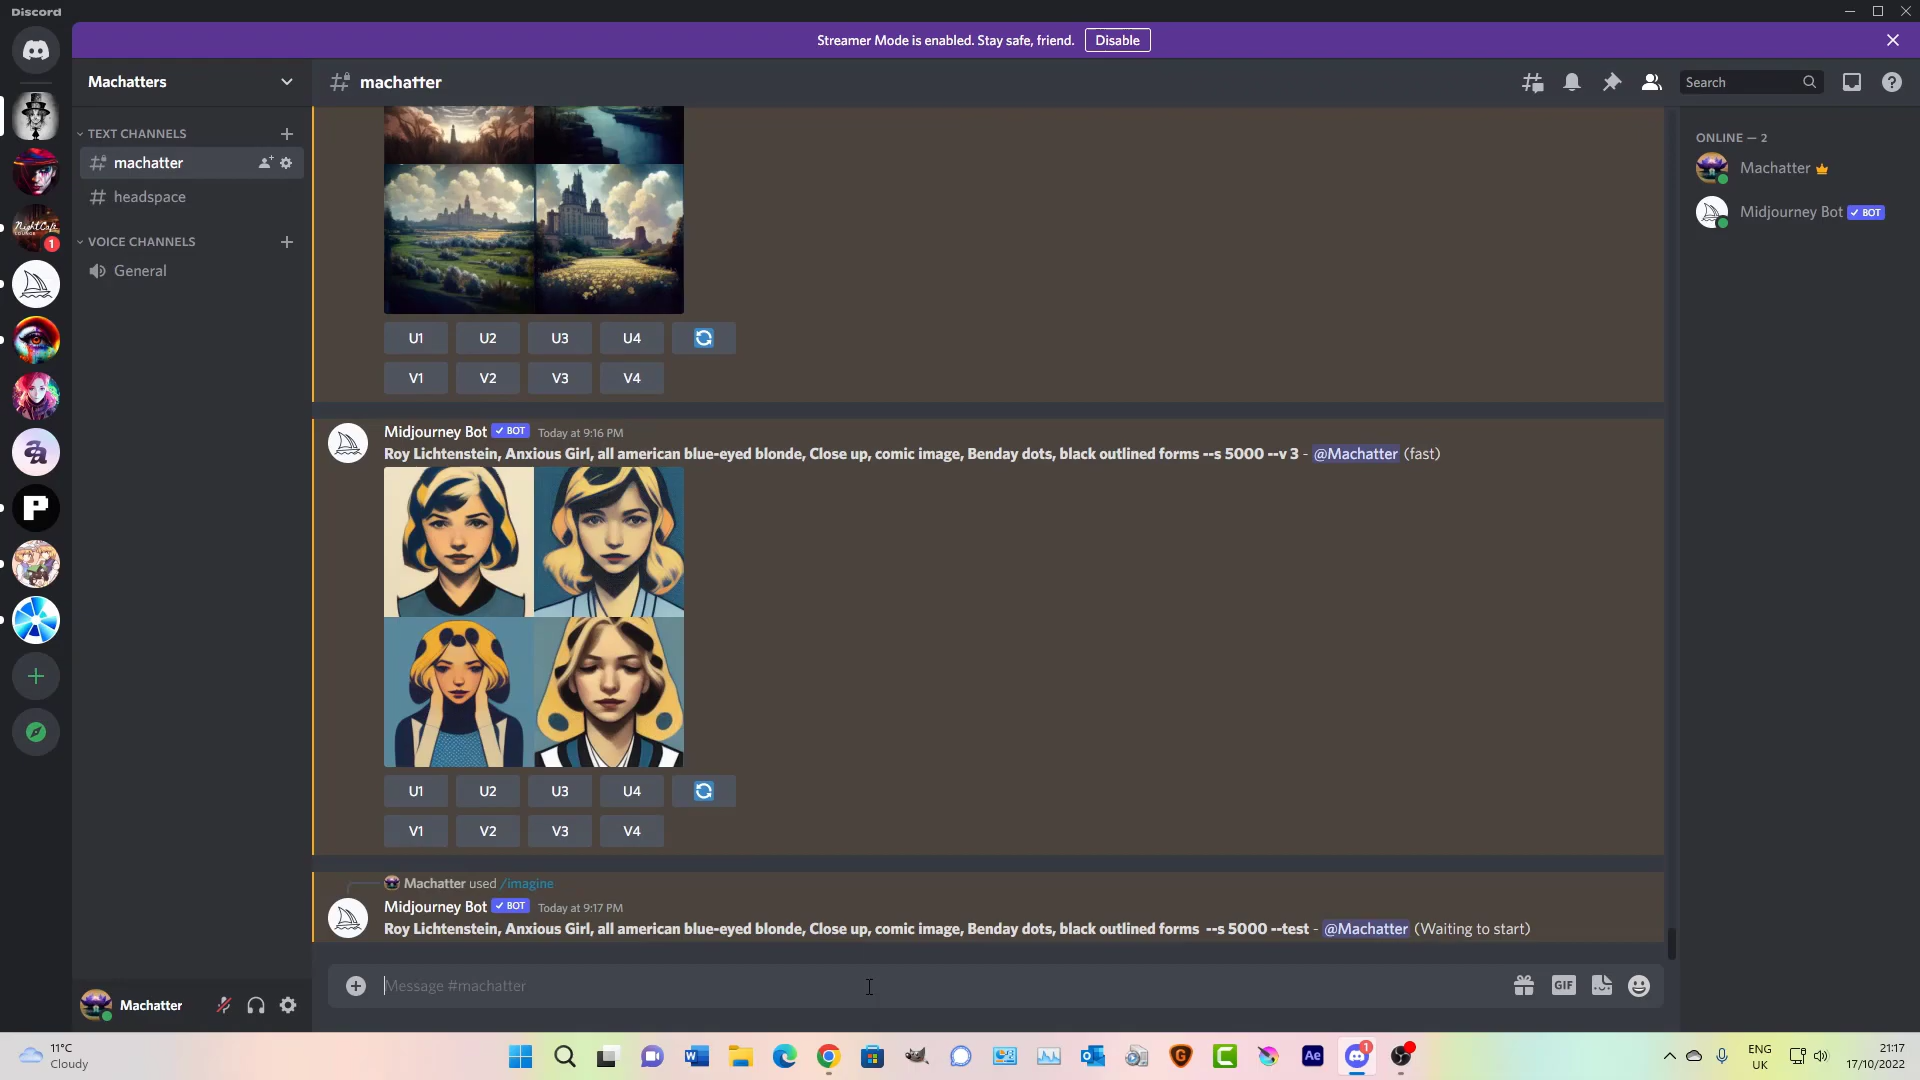 Discord
Streamer Mode is enabled. Stay safe, friend. Disable
Machatters
machatter
Search
TEXT CHANNELS
machatter
headspace
VOICE CHANNELS
General
ONLINE — 2
Machatter
Midjourney Bot BOT
U1 U2 U3 U4
V1 V2 V3 V4
Midjourney Bot BOT Today at 9:16 PM
Roy Lichtenstein, Anxious Girl, all american blue-eyed blonde, Close up, comic image, Benday dots, black outlined forms --s 5000 --v 3 - @Machatter (fast)
U1 U2 U3 U4
V1 V2 V3 V4
Machatter used /imagine
Midjourney Bot BOT Today at 9:17 PM
Roy Lichtenstein, Anxious Girl, all american blue-eyed blonde, Close up, comic image, Benday dots, black outlined forms --s 5000 --test - @Machatter (Waiting to start)
Message #machatter
GIF
NightCafe
LOUNGE
1
a
P
Machatter
11°C
Cloudy
W
G
C
Ae
1
ENG
UK
21:17
17/10/2022